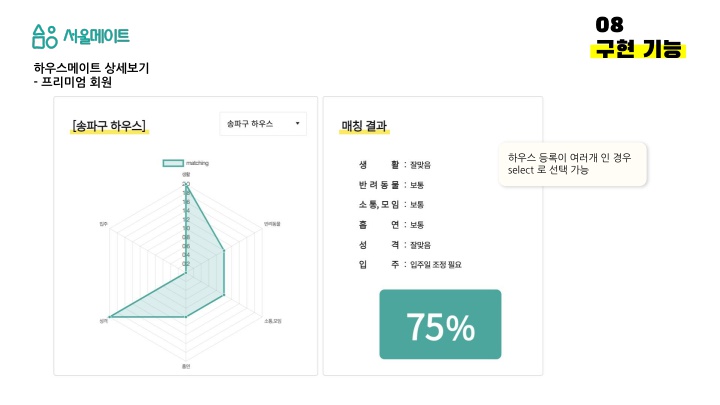 서울메이트
08
구현 기능
하우스메이트 상세보기
- 프리미엄 회원
[송파구 하우스]
송파구 하우스
matching
생활
2.0
1.8
1.6
1.4
1.2
1.0
0.8
0.6
0.4
0.2
입주
반려동물
성격
소통,모임
흡연
매칭 결과
생 활 : 잘맞음
반 려 동 물 : 보통
소 통, 모 임 : 보통
흡 연 : 보통
성 격 : 잘맞음
입 주 : 입주일 조정 필요
75%
하우스 등록이 여러개 인 경우
select 로 선택 가능